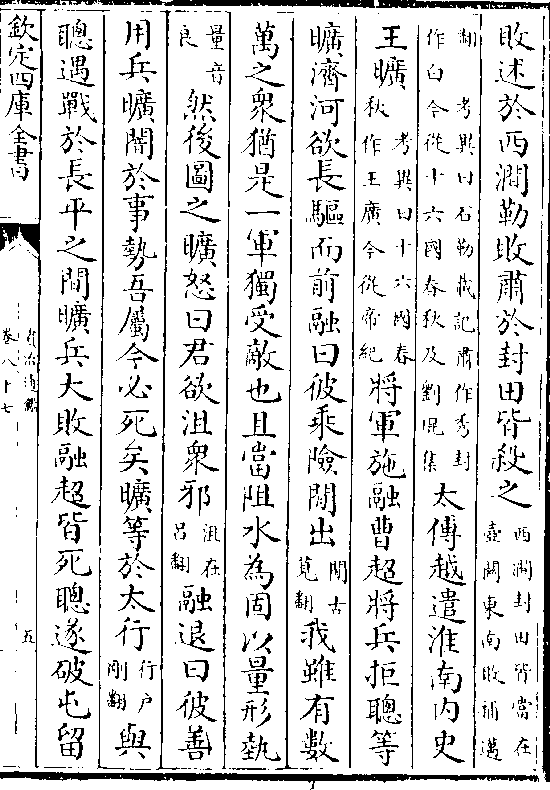 敗述於西澗勒敗肅於封田皆殺之西澗封田皆當在壺關東南敗補邁
翻考異曰石勒載記肅作秀封作白今從十六國春秋及劉琨集太傅越遣淮南内史
王曠考異曰十六國春秋作王廣今從帝紀將軍施融曹超將兵拒聰等
曠濟河欲長驅而前融曰彼乘險間出間古莧翻我雖有數
萬之衆猶是一軍獨受敵也且當阻水為固以量形埶
量音良然後圖之曠怒曰君欲沮衆邪沮在呂翻融退曰彼善
用兵曠闇於事勢吾屬今必死矣曠等於太行行户剛翻與
聰遇戰於長平之間曠兵大敗融超皆死聰遂破屯留
欽定四庫全書
資治通鑑
卷八十七
五